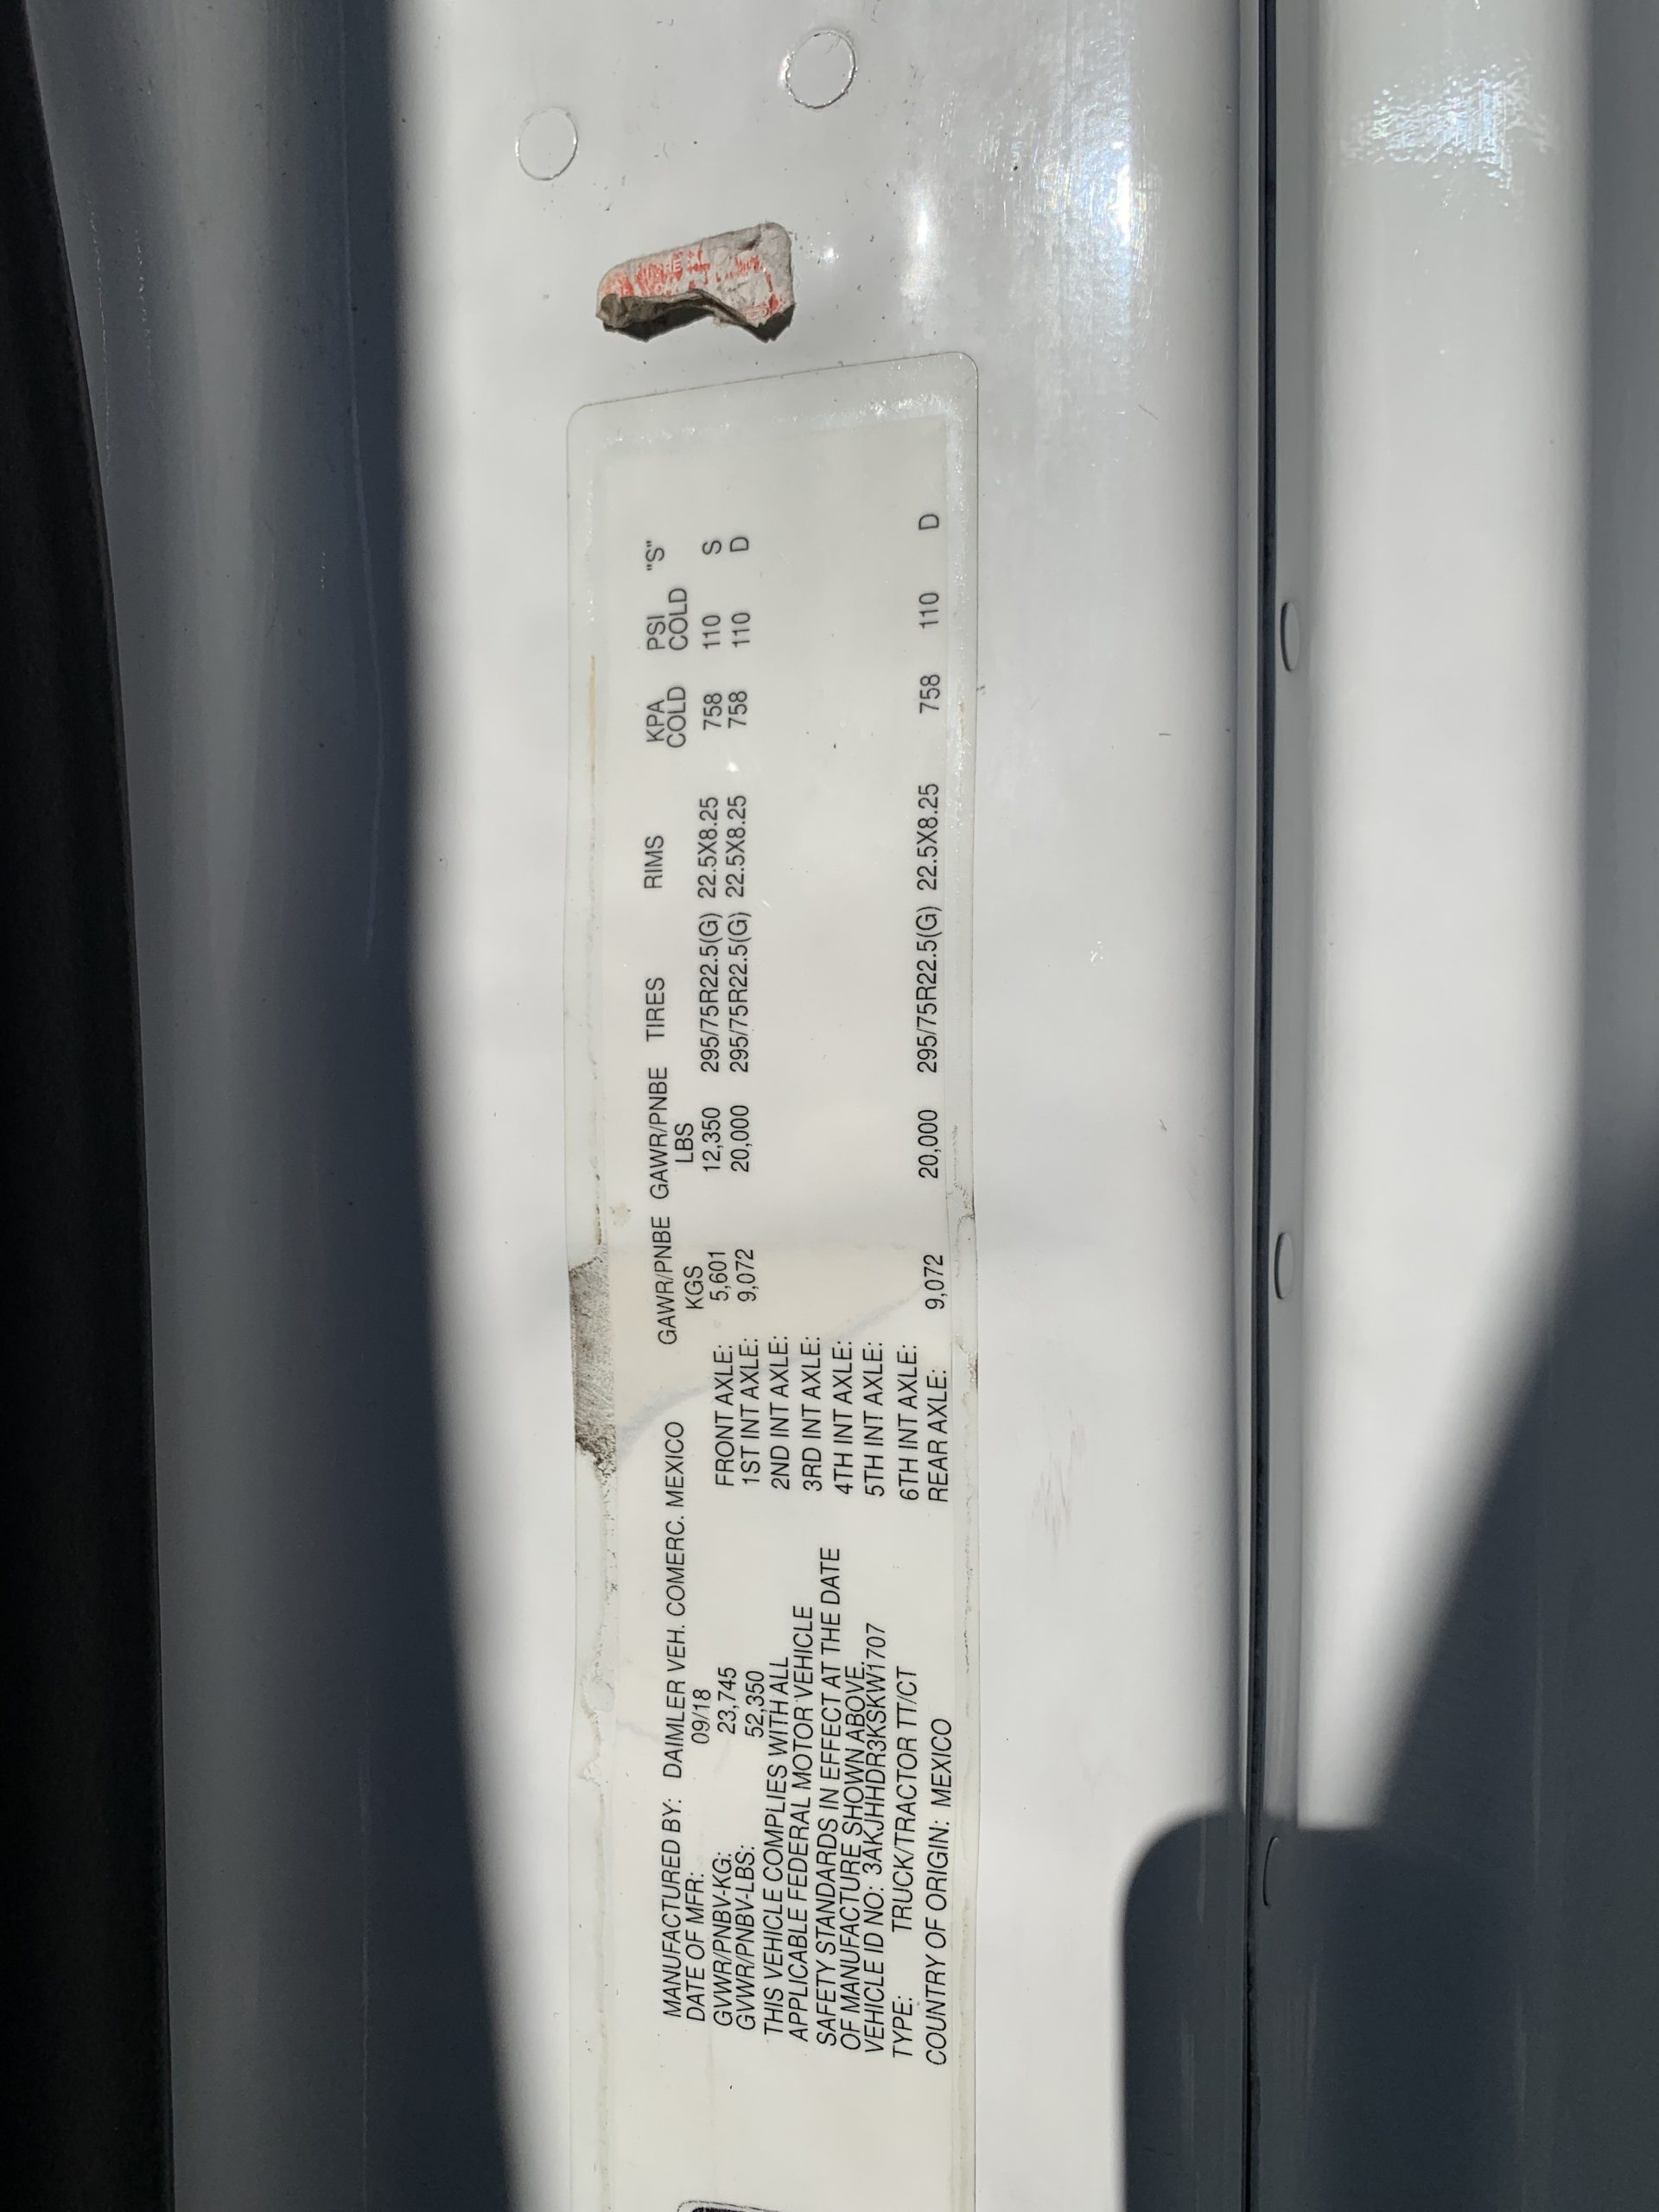 MANUFACTURED BY: DAIMLER VEH. COMERC. MEXICO
DATE OF MFR: 09/18
GVWR/PNBV-KG: 23,745
GVWR/PNBV-LBS: 52,350
THIS VEHICLE COMPLIES WITH ALL
APPLICABLE FEDERAL MOTOR VEHICLE
SAFETY STANDARDS IN EFFECT AT THE DATE
OF MANUFACTURE SHOWN ABOVE.
VEHICLE ID NO: 3AKJHHDR3KSKW1707
TYPE: TRUCK/TRACTOR TT/CT
COUNTRY OF ORIGIN: MEXICO
GAWR/PNBE GAWR/PNBE TIRES RIMS KPA PSI "S"
KGS LBS COLD COLD
FRONT AXLE: 5,601 12,350 295/75R22.5(G) 22.5X8.25 758 110 S
1ST INT AXLE: 9,072 20,000 295/75R22.5(G) 22.5X8.25 758 110 D
2ND INT AXLE:
3RD INT AXLE:
4TH INT AXLE:
5TH INT AXLE:
6TH INT AXLE:
REAR AXLE: 9,072 20,000 295/75R22.5(G) 22.5X8.25 758 110 D